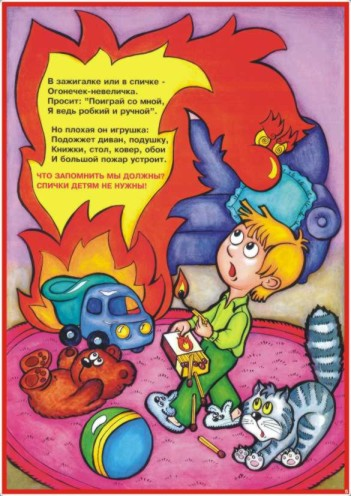 В зажигалке или в спичке -
Огонечек-невеличка.
Просит: "Поиграй со мной,
Я ведь робкий и ручной".
Но плохая он игрушка:
Подожжет диван, подушку,
Книжки, стол, ковер, обои
И большой пожар устроит.
ЧТО ЗАПОМНИТЬ МЫ ДОЛЖНЫ?
СПИЧКИ ДЕТЯМ НЕ НУЖНЫ!